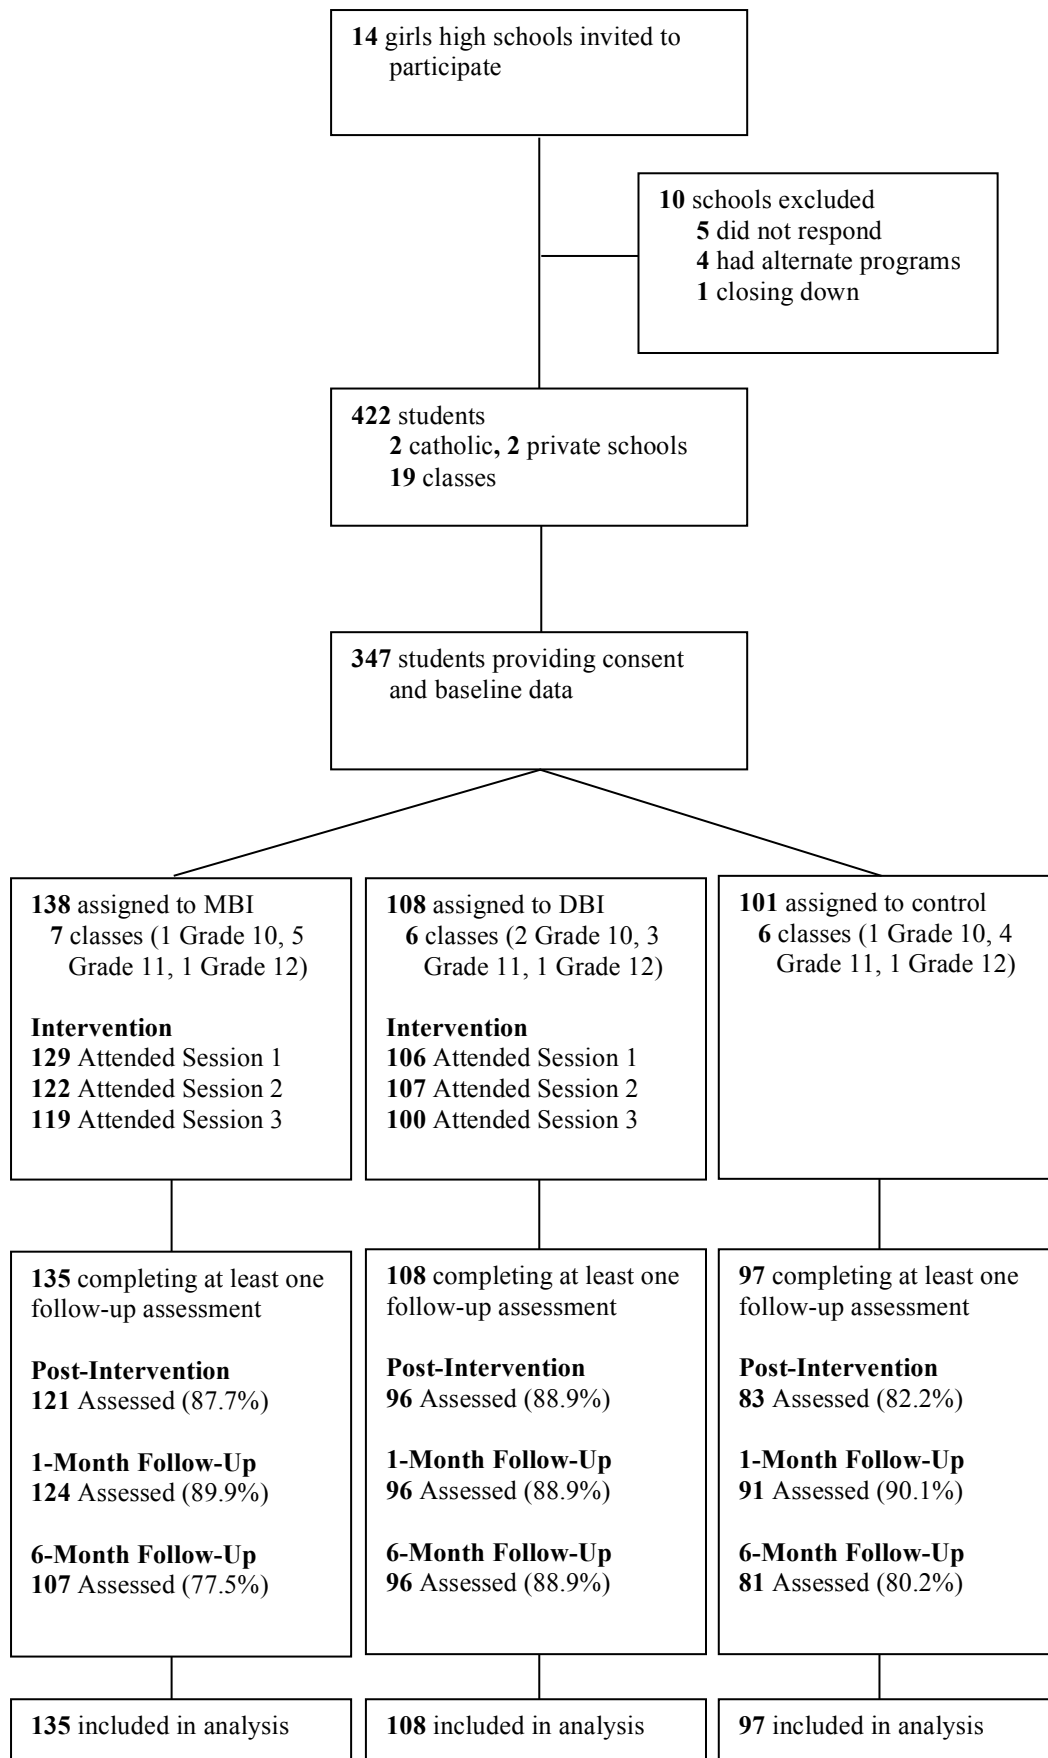 14 girls high schools invited to
participate
10 schools excluded
5 did not respond
4 had alternate programs
1 closing down
422 students
2 catholic, 2 private schools
19 classes
347 students providing consent
and baseline data
138 assigned to MBI
7 classes (1 Grade 10, 5
Grade 11, 1 Grade 12)
Intervention
129 Attended Session 1
122 Attended Session 2
119 Attended Session 3
108 assigned to DBI
6 classes (2 Grade 10, 3
Grade 11, 1 Grade 12)
Intervention
106 Attended Session 1
107 Attended Session 2
100 Attended Session 3
101 assigned to control
6 classes (1 Grade 10, 4
Grade 11, 1 Grade 12)
135 completing at least one
follow-up assessment
Post-Intervention
121 Assessed (87.7%)
1-Month Follow-Up
124 Assessed (89.9%)
6-Month Follow-Up
107 Assessed (77.5%)
108 completing at least one
follow-up assessment
Post-Intervention
96 Assessed (88.9%)
1-Month Follow-Up
96 Assessed (88.9%)
6-Month Follow-Up
96 Assessed (88.9%)
97 completing at least one
follow-up assessment
Post-Intervention
83 Assessed (82.2%)
1-Month Follow-Up
91 Assessed (90.1%)
6-Month Follow-Up
81 Assessed (80.2%)
135 included in analysis
108 included in analysis
97 included in analysis